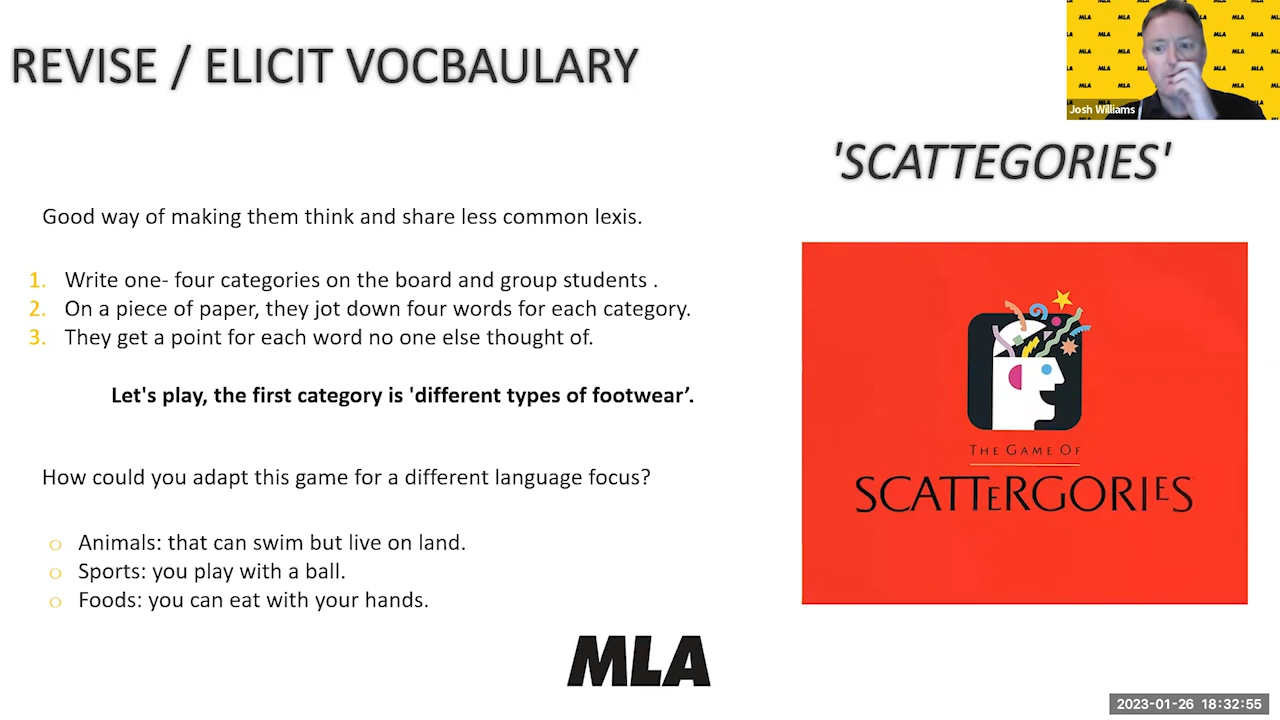 REVISE / ELICIT VOCBAULARY
MLA
Josh Williams
'SCATTEGORIES'
Good way of making them think and share less common lexis.
1. Write one- four categories on the board and group students .
2. On a piece of paper, they jot down four words for each category.
3. They get a point for each word no one else thought of.
Let's play, the first category is 'different types of footwear’.
How could you adapt this game for a different language focus?
o Animals: that can swim but live on land.
o Sports: you play with a ball.
o Foods: you can eat with your hands.
THE GAME OF
SCATTERGORIES
MLA
2023-01-26 18:32:55